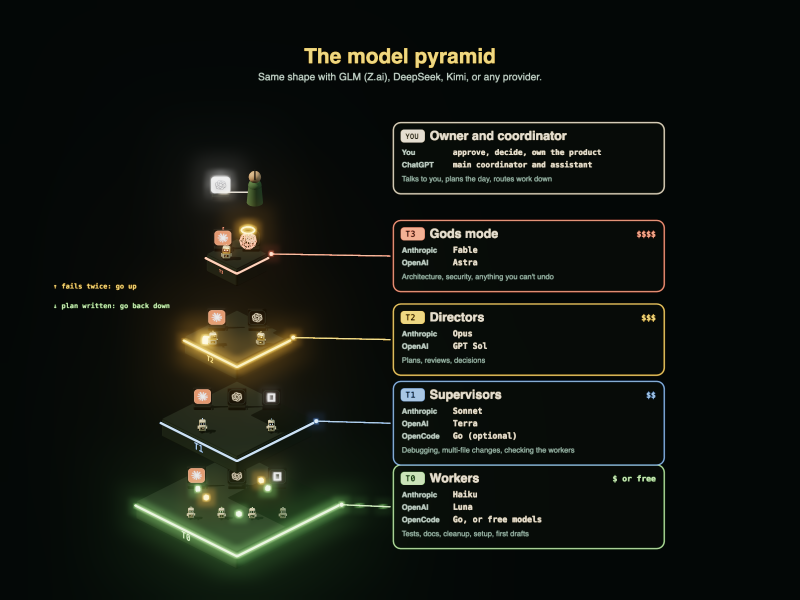 The model pyramid
Same shape with GLM (Z.ai), DeepSeek, Kimi, or any provider.
YOU Owner and coordinator
You approve, decide, own the product
ChatGPT main coordinator and assistant
Talks to you, plans the day, routes work down
T3 Gods mode $$$$
Anthropic Fable
OpenAI Astra
Architecture, security, anything you can't undo
↑ fails twice: go up
↓ plan written: go back down
T2 Directors $$$
Anthropic Opus
OpenAI GPT Sol
Plans, reviews, decisions
T2
T1 Supervisors $$
Anthropic Sonnet
OpenAI Terra
OpenCode Go (optional)
Debugging, multi-file changes, checking the workers
T1
T0 Workers $ or free
Anthropic Haiku
OpenAI Luna
OpenCode Go, or free models
Tests, docs, cleanup, setup, first drafts
T0